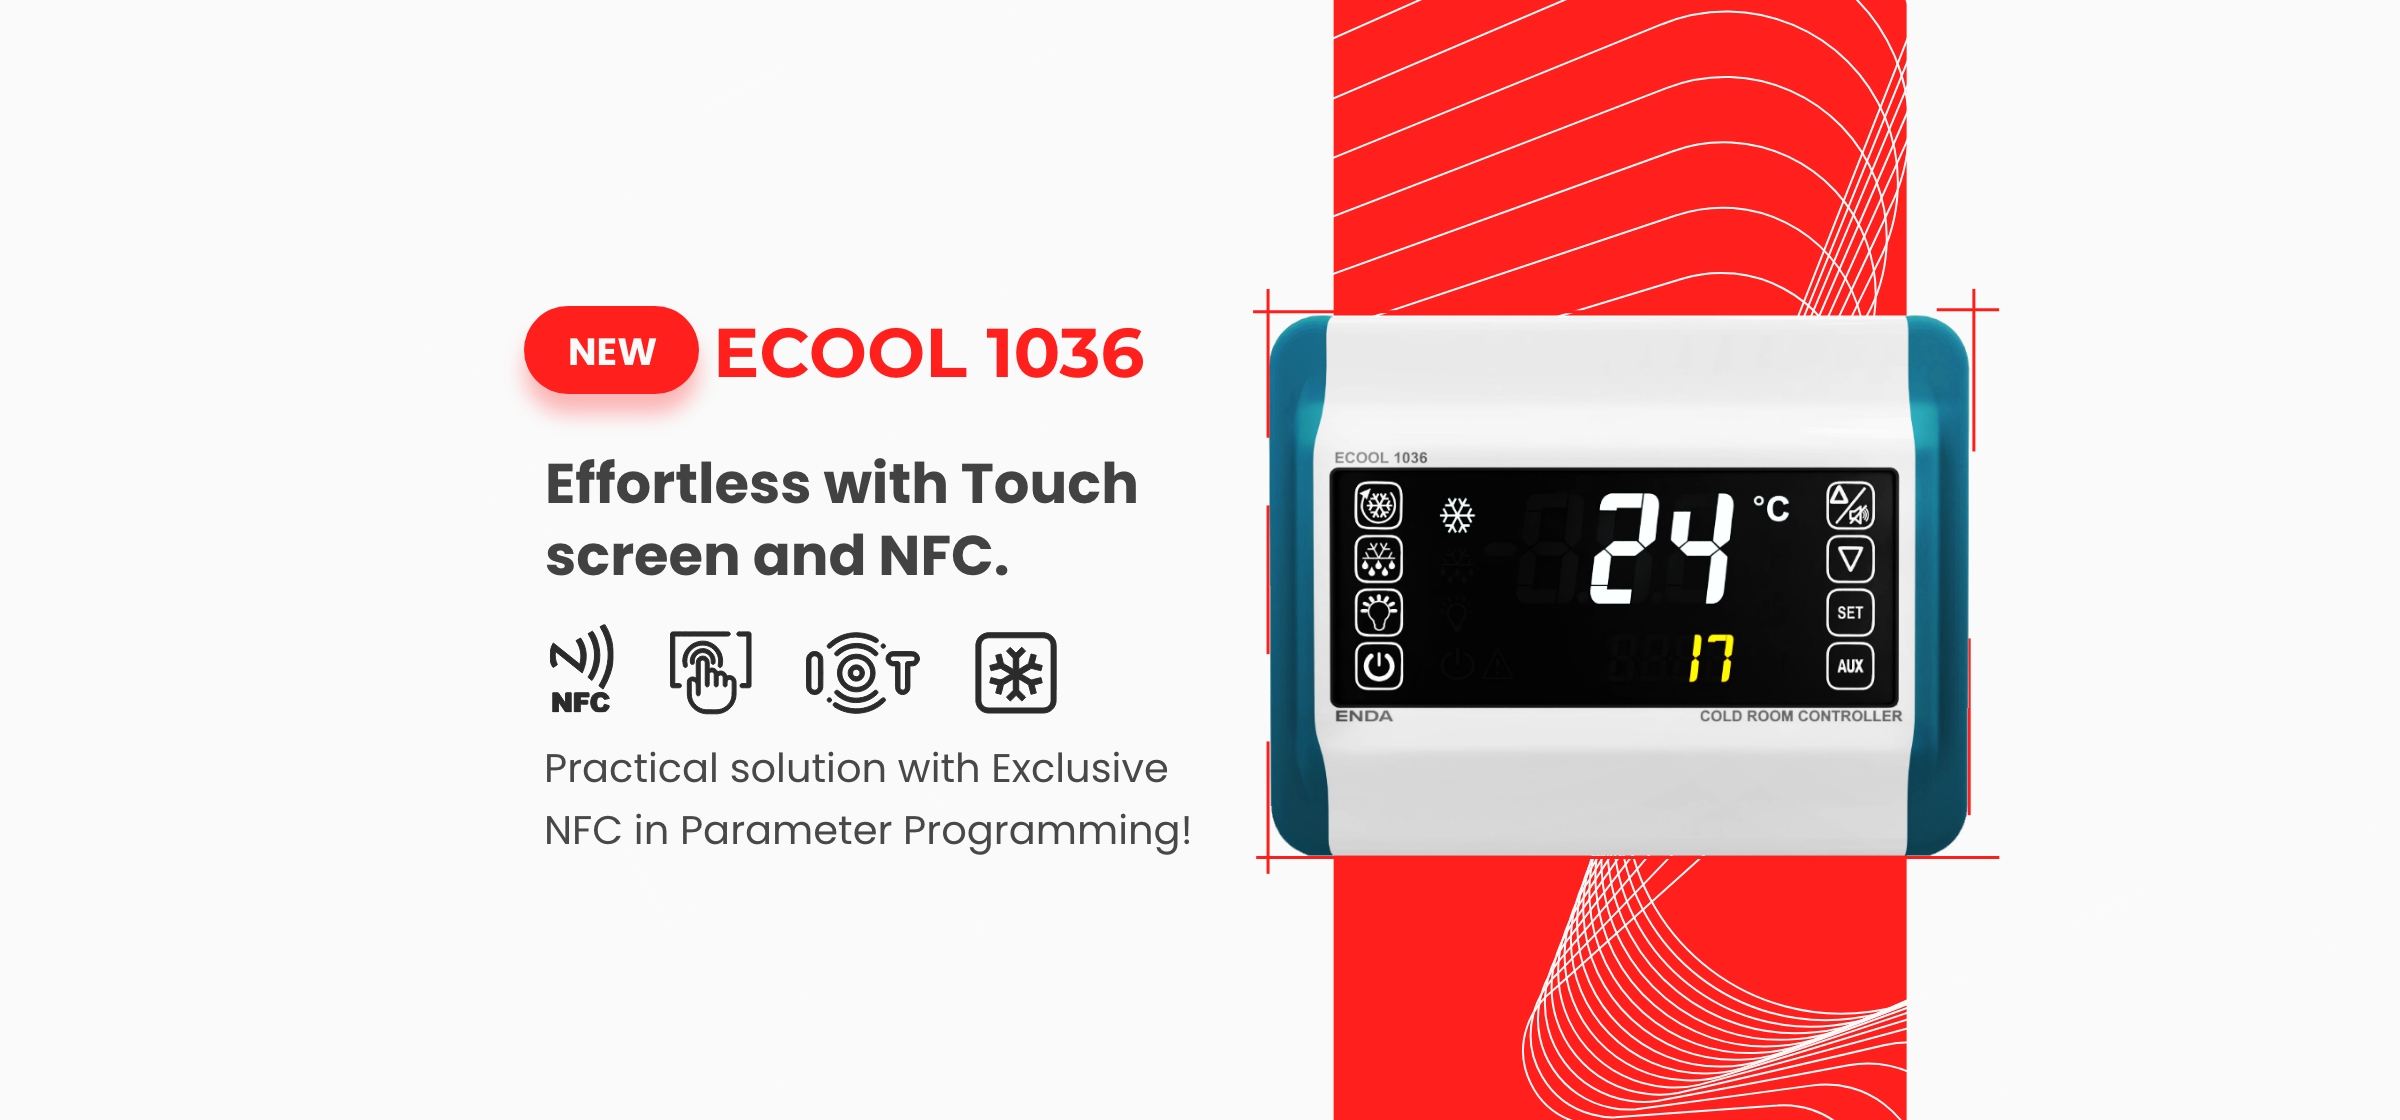 NEW ECOOL 1036
Effortless with Touch
screen and NFC.
NFC
IOT
Practical solution with Exclusive
NFC in Parameter Programming!
ECOOL 1036
24 °C
17
SET
AUX
ENDA
COLD ROOM CONTROLLER